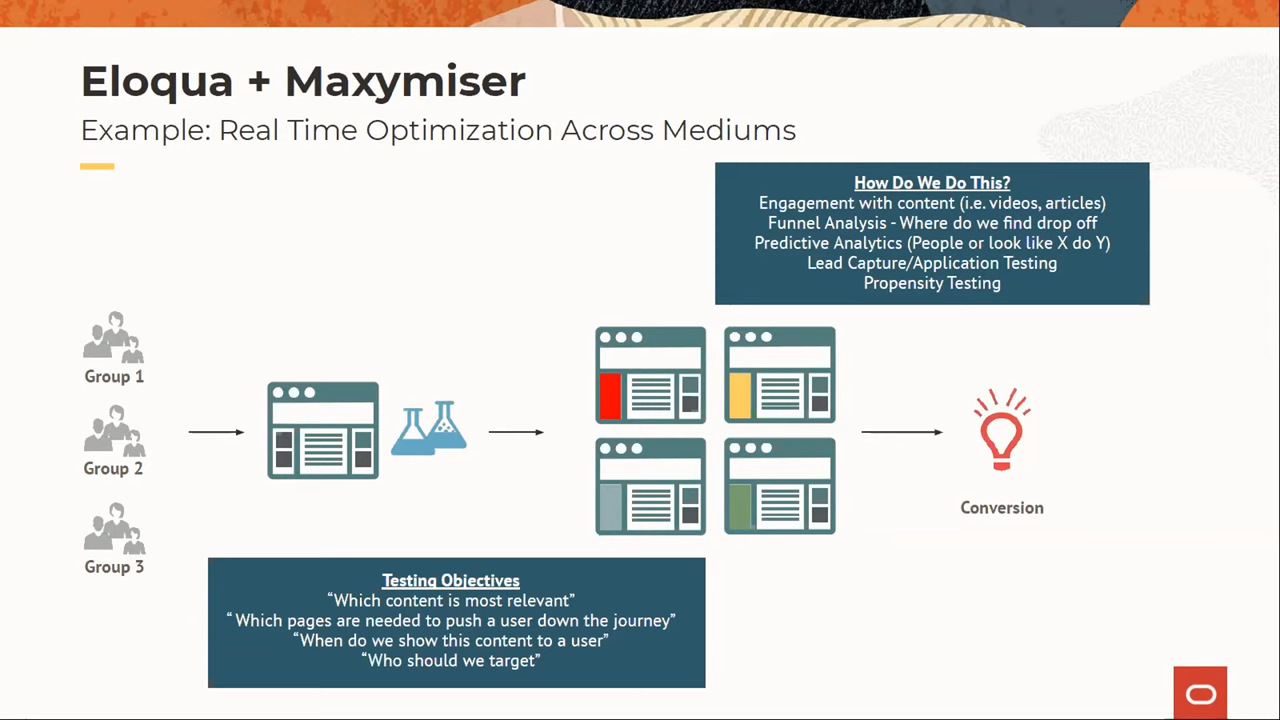 Eloqua + Maxymiser
Example: Real Time Optimization Across Mediums
How Do We Do This?
Engagement with content (i.e. videos, articles)
Funnel Analysis - Where do we find drop off
Predictive Analytics (People or look like X do Y)
Lead Capture/Application Testing
Propensity Testing
Group 1
Group 2
Group 3
Conversion
Testing Objectives
“Which content is most relevant”
“ Which pages are needed to push a user down the journey”
“When do we show this content to a user”
“Who should we target”